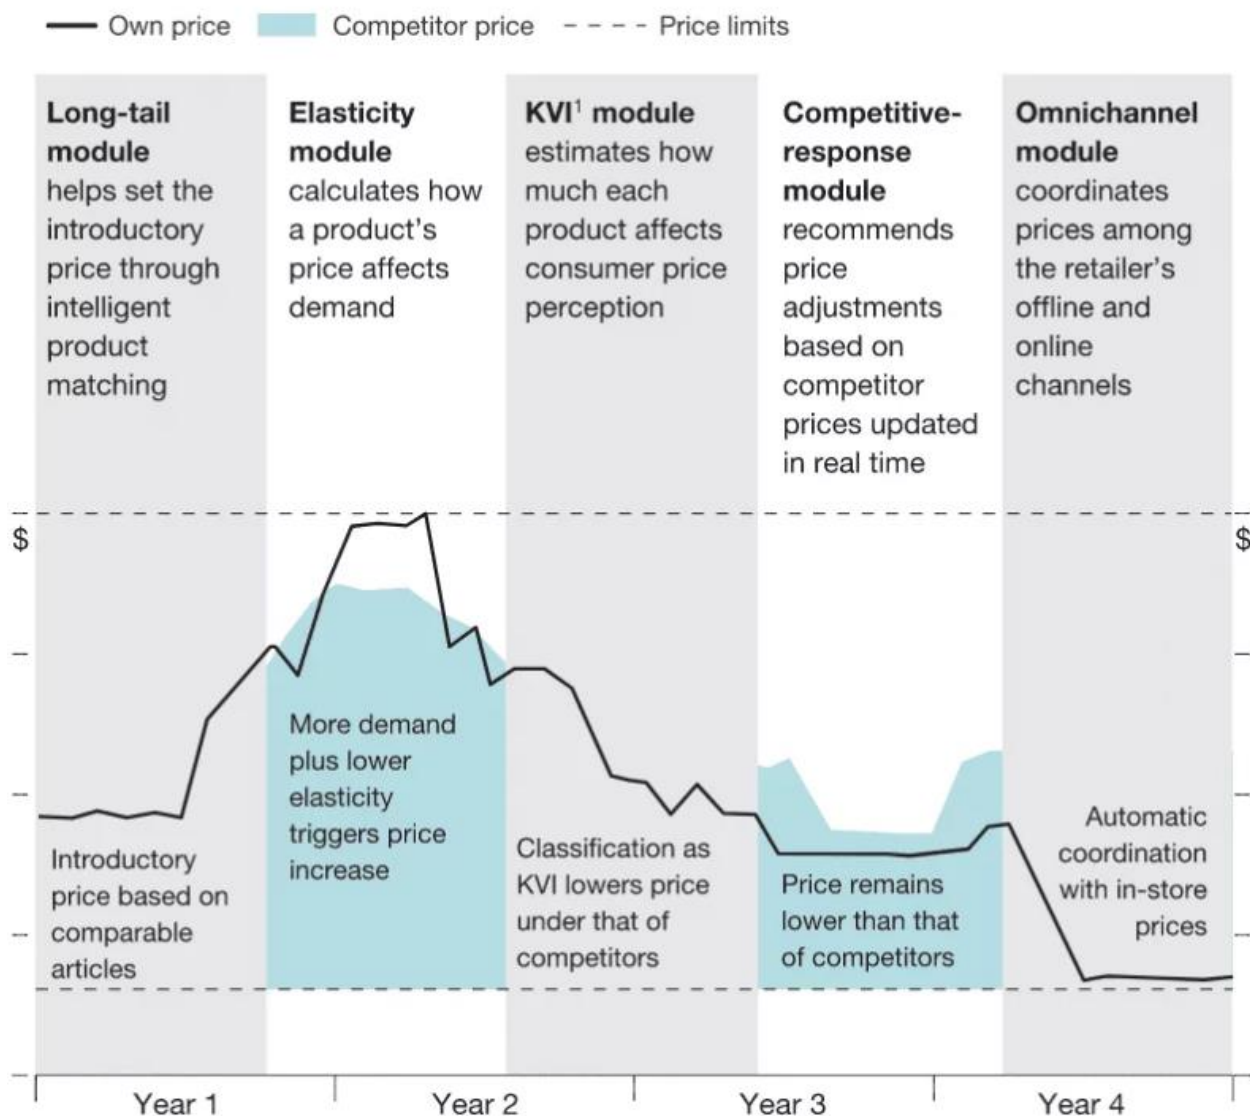 Own price
Competitor price
Price limits
Long-tail
module
helps set the
introductory
price through
intelligent
product
matching
Elasticity
module
calculates how
a product's
price affects
demand
KVI¹ module
estimates how
much each
product affects
consumer price
perception
Competitive-
response
module
recommends
price
adjustments
based on
competitor
prices updated
in real time
Omnichannel
module
coordinates
prices among
the retailer's
offline and
online
channels
$
$
Introductory
price based on
comparable
articles
More demand
plus lower
elasticity
triggers price
increase
Classification as
KVI lowers price
under that of
competitors
Price remains
lower than that
of competitors
Automatic
coordination
with in-store
prices
Year 1
Year 2
Year 3
Year 4